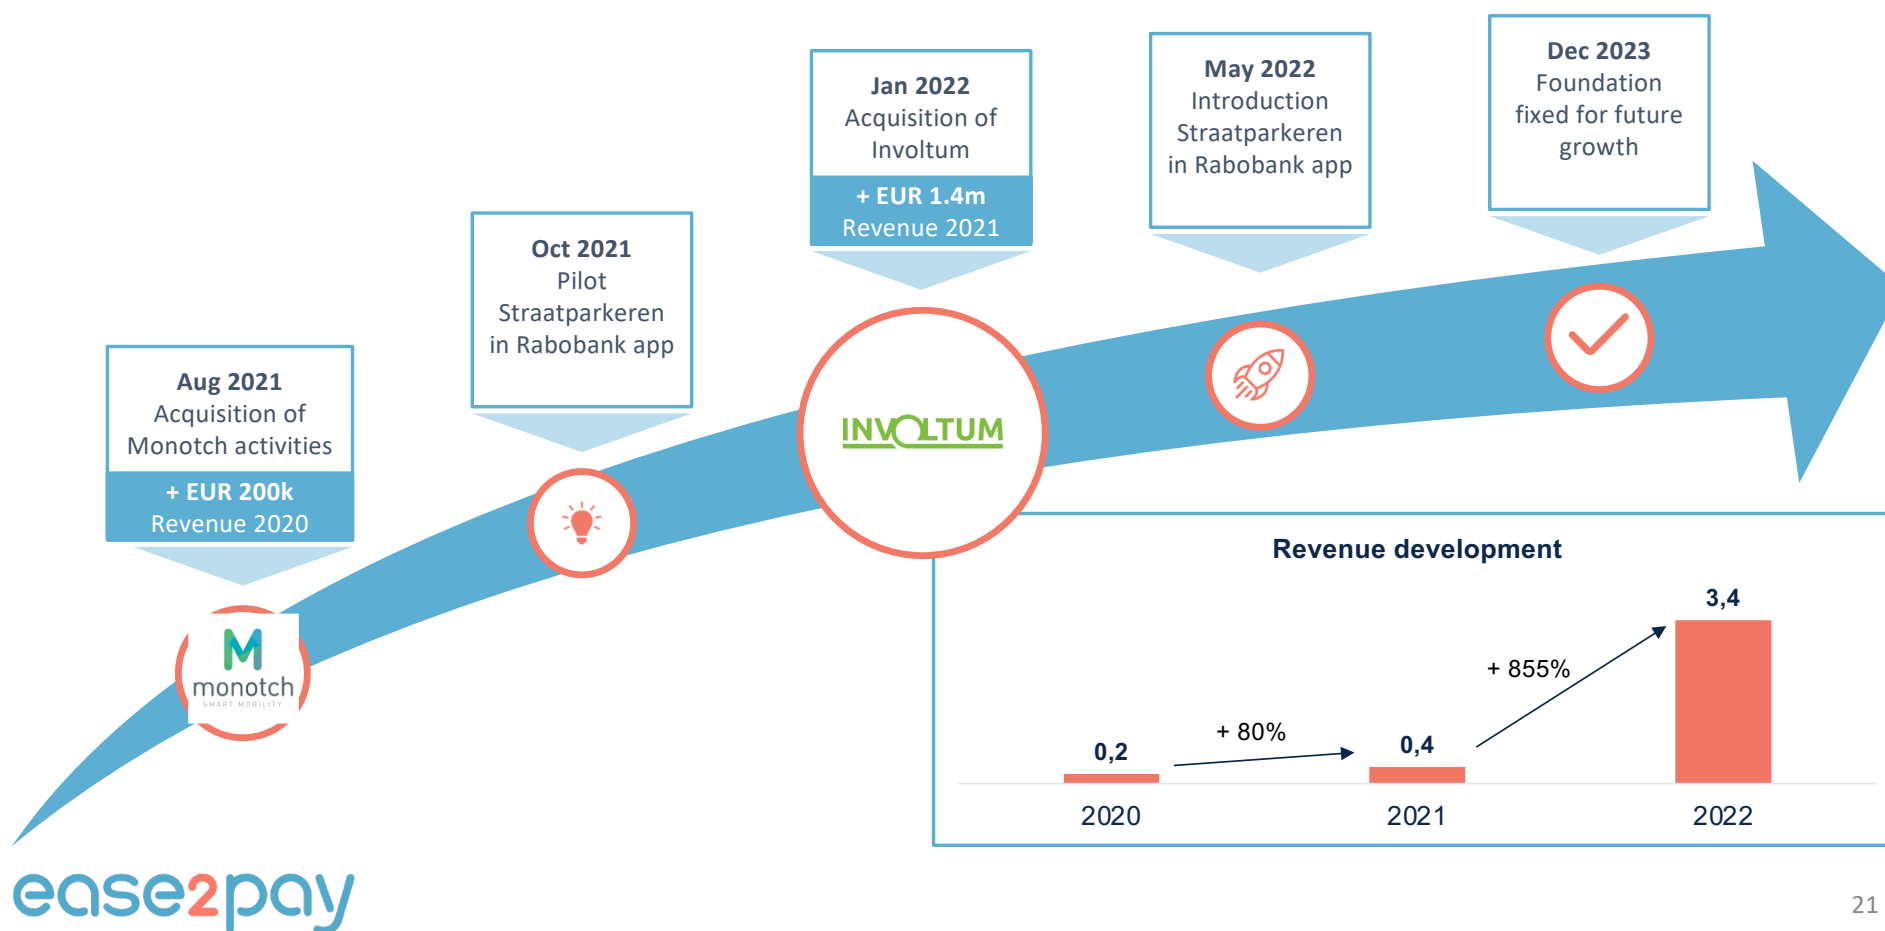 Aug 2021
Acquisition of
Monotch activities
+ EUR 200k
Revenue 2020
monotch
SMART MOBILITY
Oct 2021
Pilot
Straatparkeren
in Rabobank app
Jan 2022
Acquisition of
Involtum
+ EUR 1.4m
Revenue 2021
INVOLTUM
May 2022
Introduction
Straatparkeren
in Rabobank app
Dec 2023
Foundation
fixed for future
growth
Revenue development
0,2
+ 80%
0,4
+ 855%
3,4
2020
2021
2022
ease2pay
21